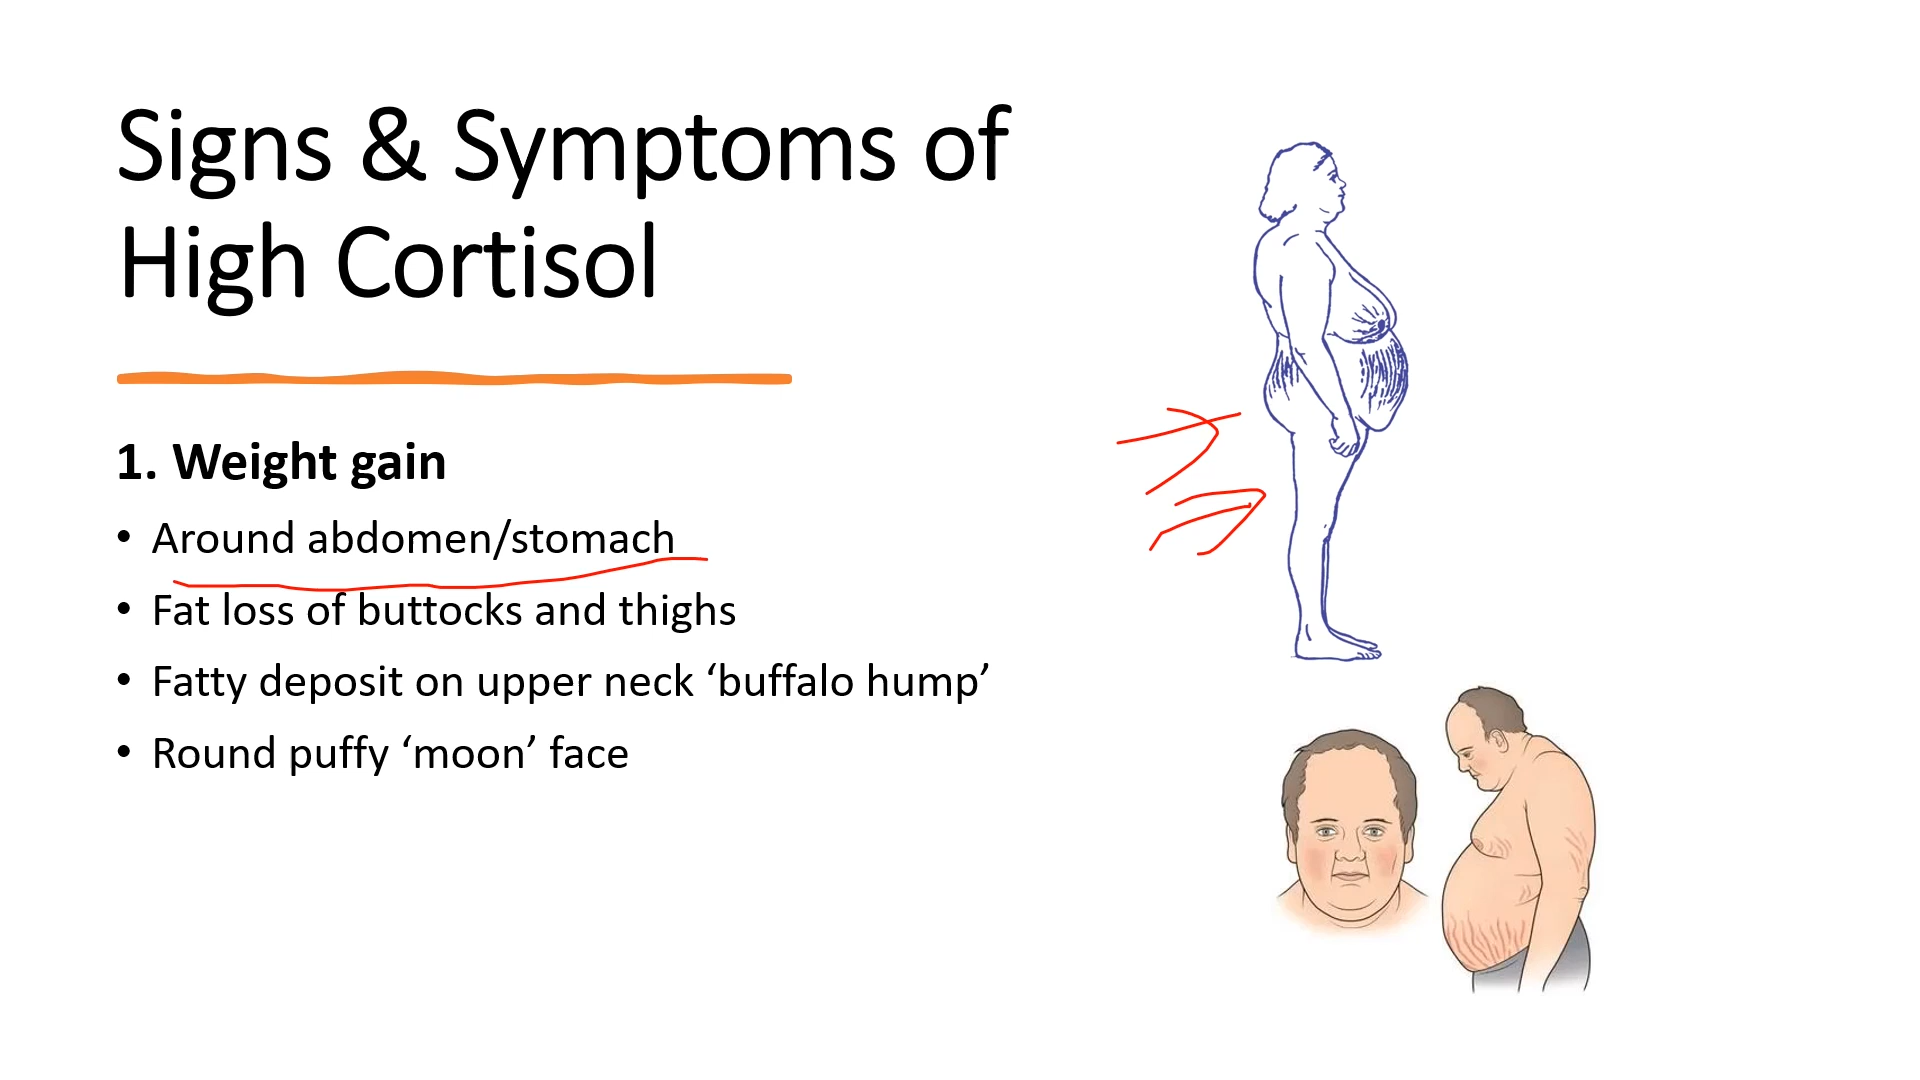 Signs & Symptoms of
High Cortisol
1. Weight gain
• Around abdomen/stomach
• Fat loss of buttocks and thighs
• Fatty deposit on upper neck ‘buffalo hump’
• Round puffy ‘moon’ face